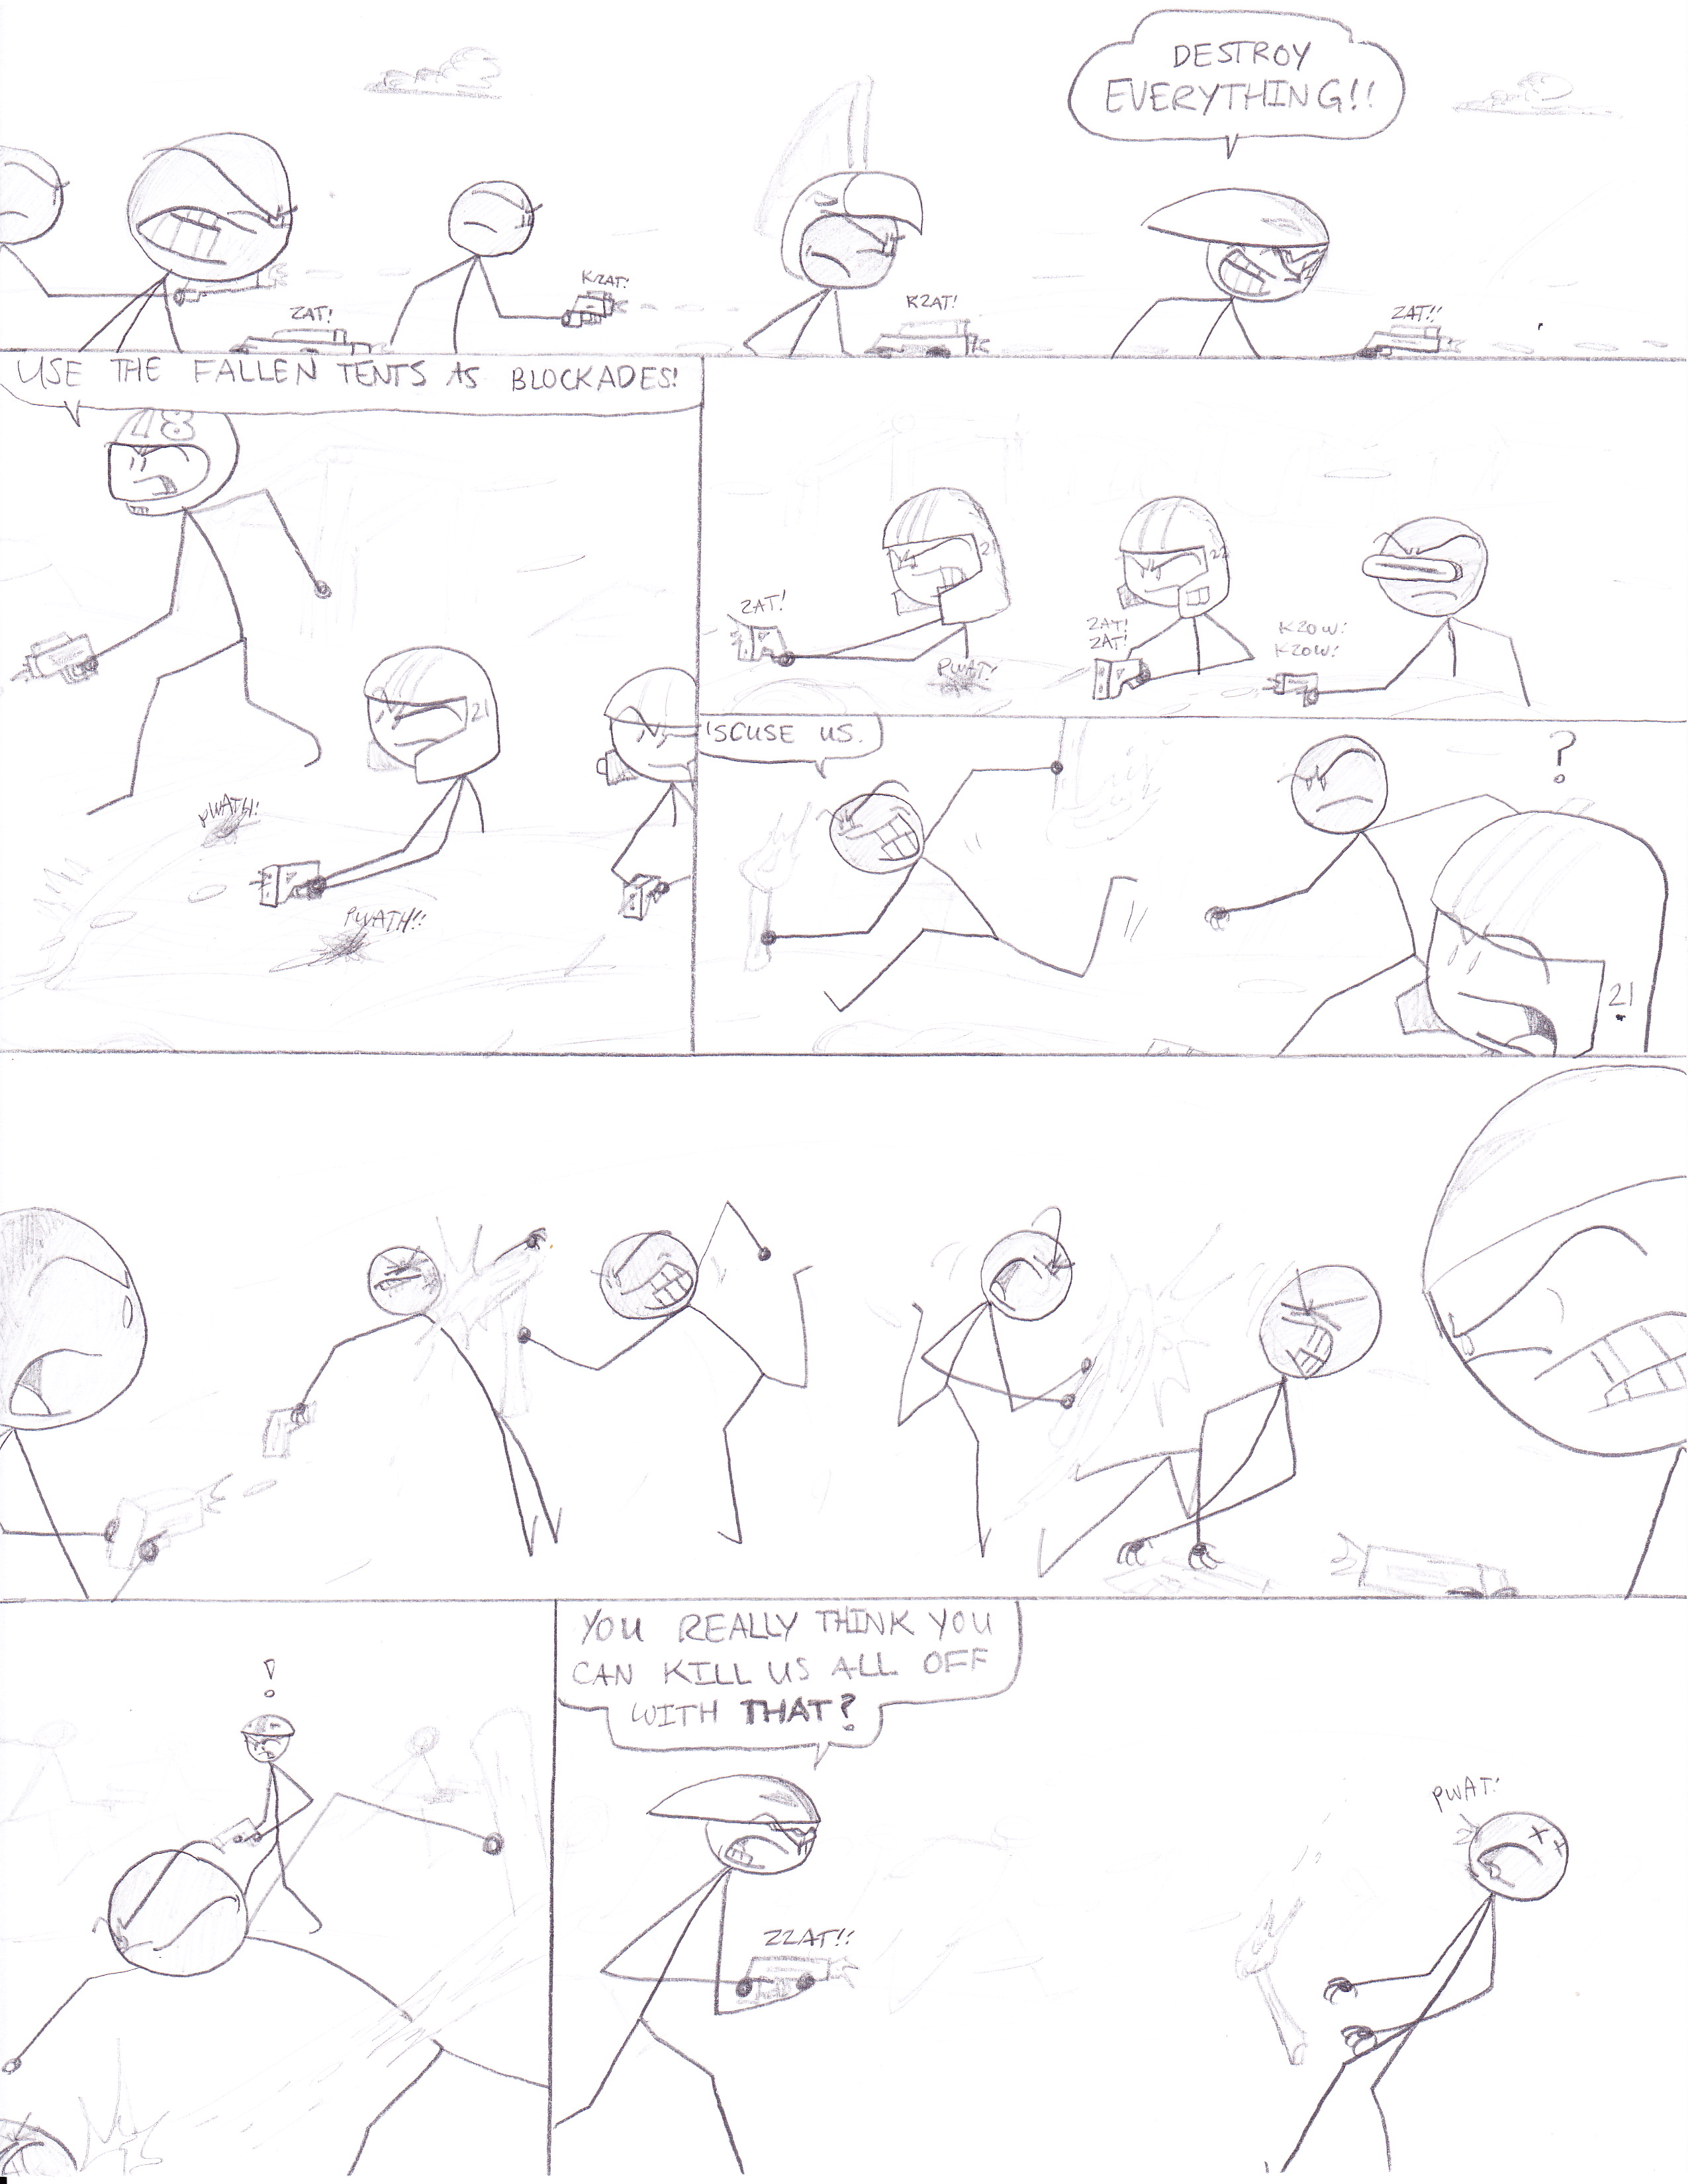 DESTROY
EVERYTHING!!
ZAT!
KZAT!
KZAT!
ZAT!!
USE THE FALLEN TENTS AS BLOCKADES!
18
21
PWATH!
PWATH!!
21
22
ZAT!
ZAT!
ZAT!
KZOW!
KZOW!
PWAT!
'SCUSE US.
?
21
!
YOU REALLY THINK YOU
CAN KILL US ALL OFF
WITH THAT?
ZZAT!!
PWAT!